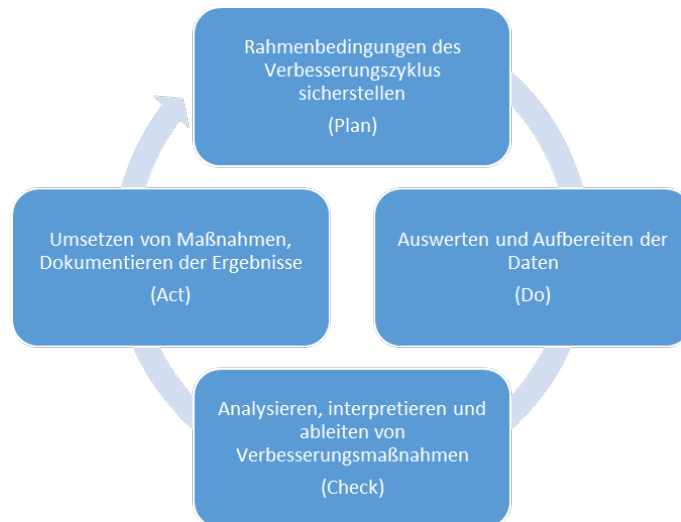 Rahmenbedingungen des
Verbesserungszyklus
sicherstellen
(Plan)
Auswerten und Aufbereiten der
Daten
(Do)
Analysieren, interpretieren und
ableiten von
Verbesserungsmaßnahmen
(Check)
Umsetzen von Maßnahmen,
Dokumentieren der Ergebnisse
(Act)